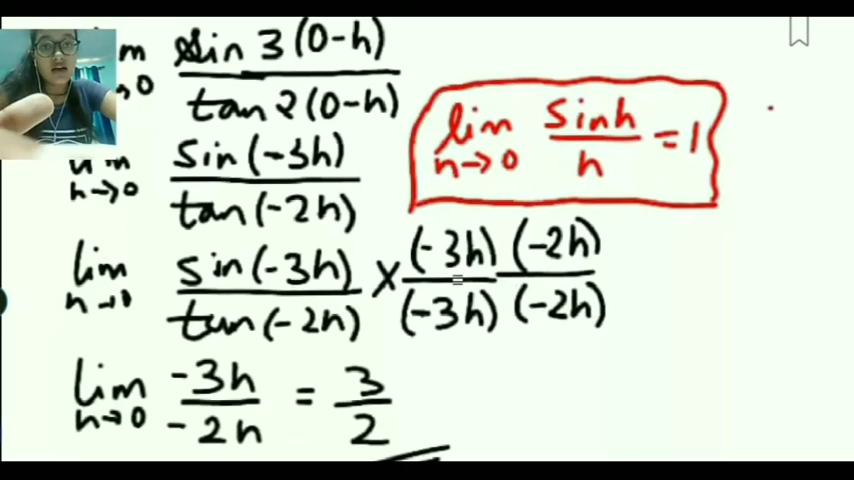 sin 3(0-h)
tan 2(0-h)
lim h→0 sinh/h = 1
h→0 sin(-3h)
tan(-2h)
lim h→0 sin(-3h)/tan(-2h) × (-3h)/(-3h) (-2h)/(-2h)
lim h→0 -3h/-2h = 3/2